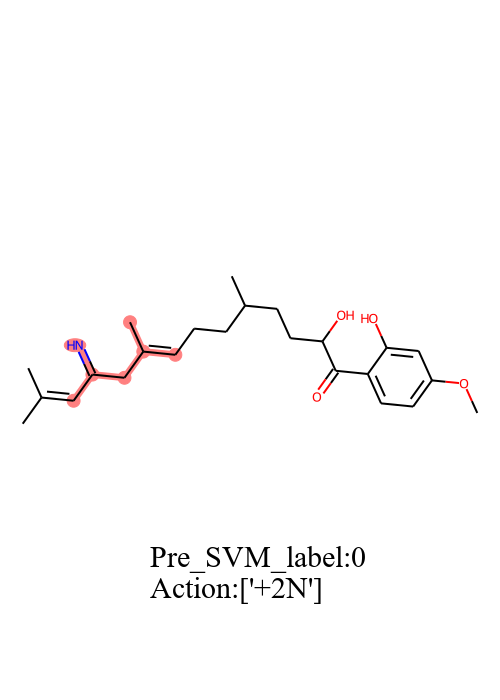 OH
HO
HN
O
O
Pre_SVM_label:0
Action:['+2N']